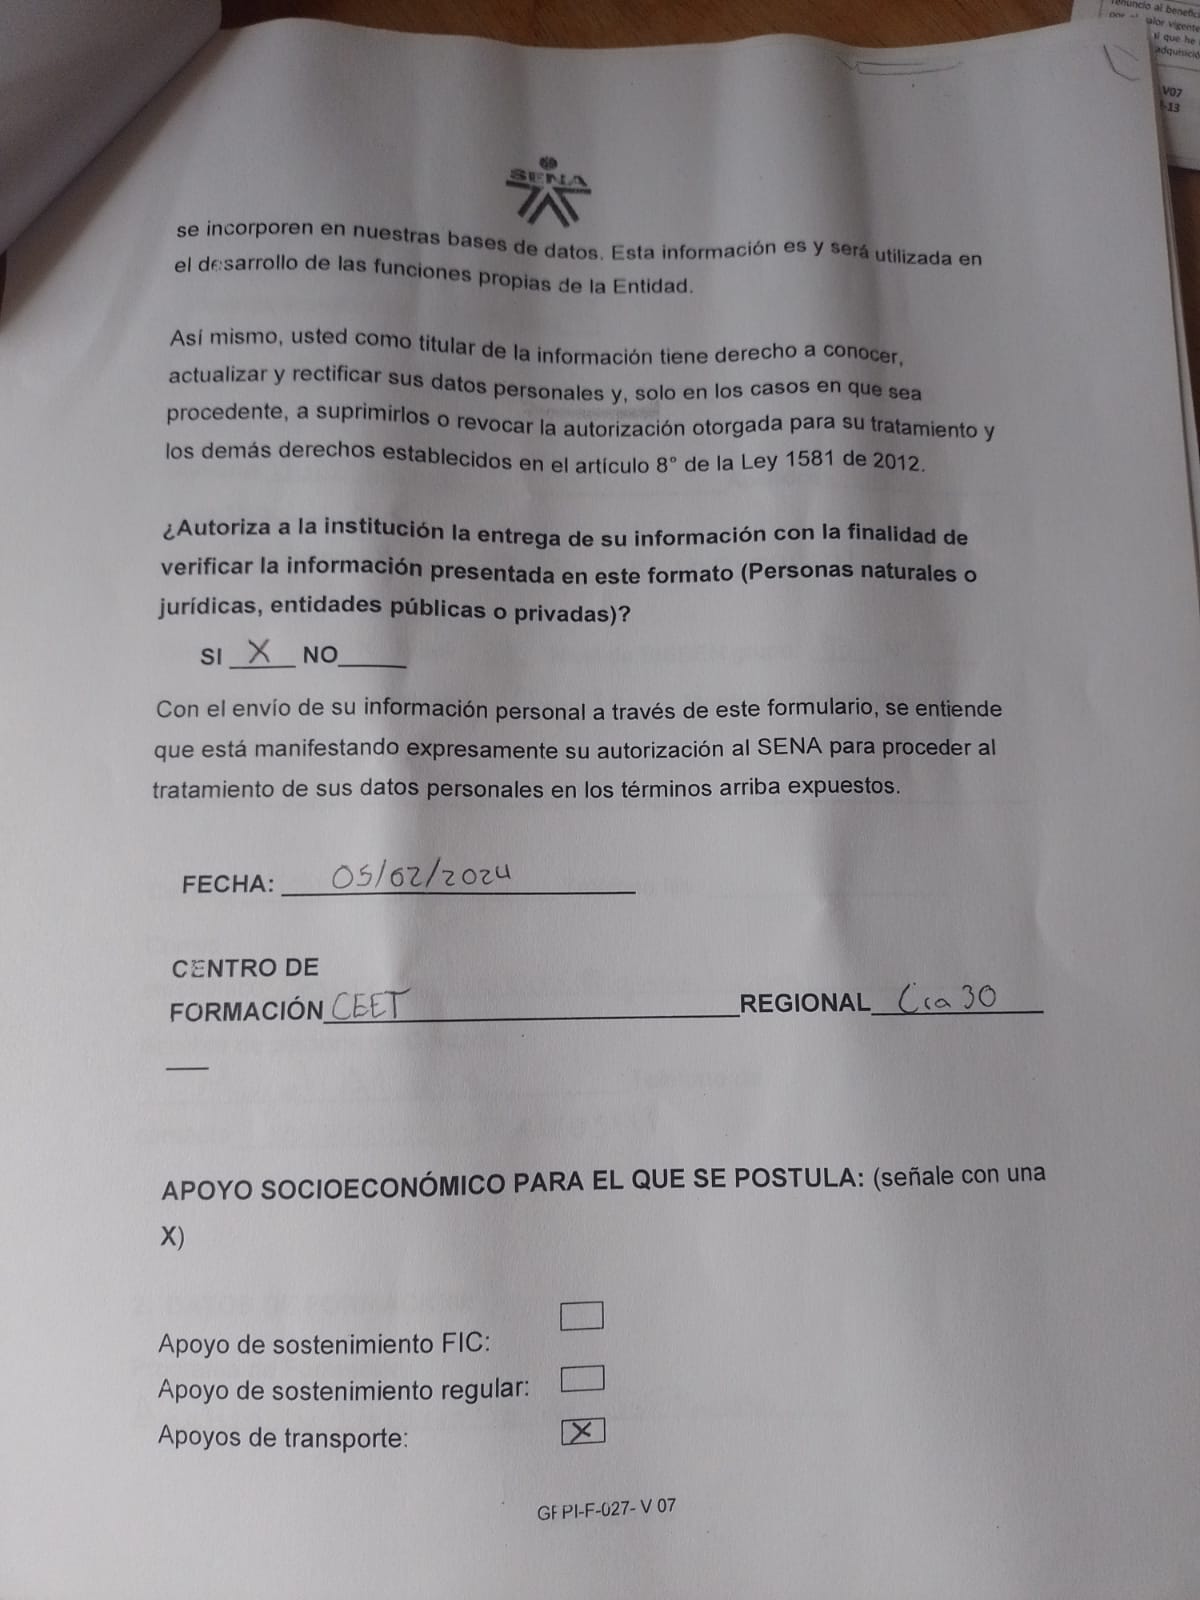 renuncio al benefic
alor vigente
que he
adquisició
V07
-13
SENA
se incorporen en nuestras bases de datos. Esta información es y será utilizada en
el desarrollo de las funciones propias de la Entidad.
Así mismo, usted como titular de la información tiene derecho a conocer,
actualizar y rectificar sus datos personales y, solo en los casos en que sea
procedente, a suprimirlos o revocar la autorización otorgada para su tratamiento y
los demás derechos establecidos en el artículo 8° de la Ley 1581 de 2012.
¿Autoriza a la institución la entrega de su información con la finalidad de
verificar la información presentada en este formato (Personas naturales o
jurídicas, entidades públicas o privadas)?
SI __X__ NO_____
Con el envío de su información personal a través de este formulario, se entiende
que está manifestando expresamente su autorización al SENA para proceder al
tratamiento de sus datos personales en los términos arriba expuestos.
FECHA: 05/02/2024
CENTRO DE
FORMACIÓN CEET REGIONAL Cra 30
APOYO SOCIOECONÓMICO PARA EL QUE SE POSTULA: (señale con una
X)
Apoyo de sostenimiento FIC:
Apoyo de sostenimiento regular:
Apoyos de transporte: X
GFPI-F-027- V 07